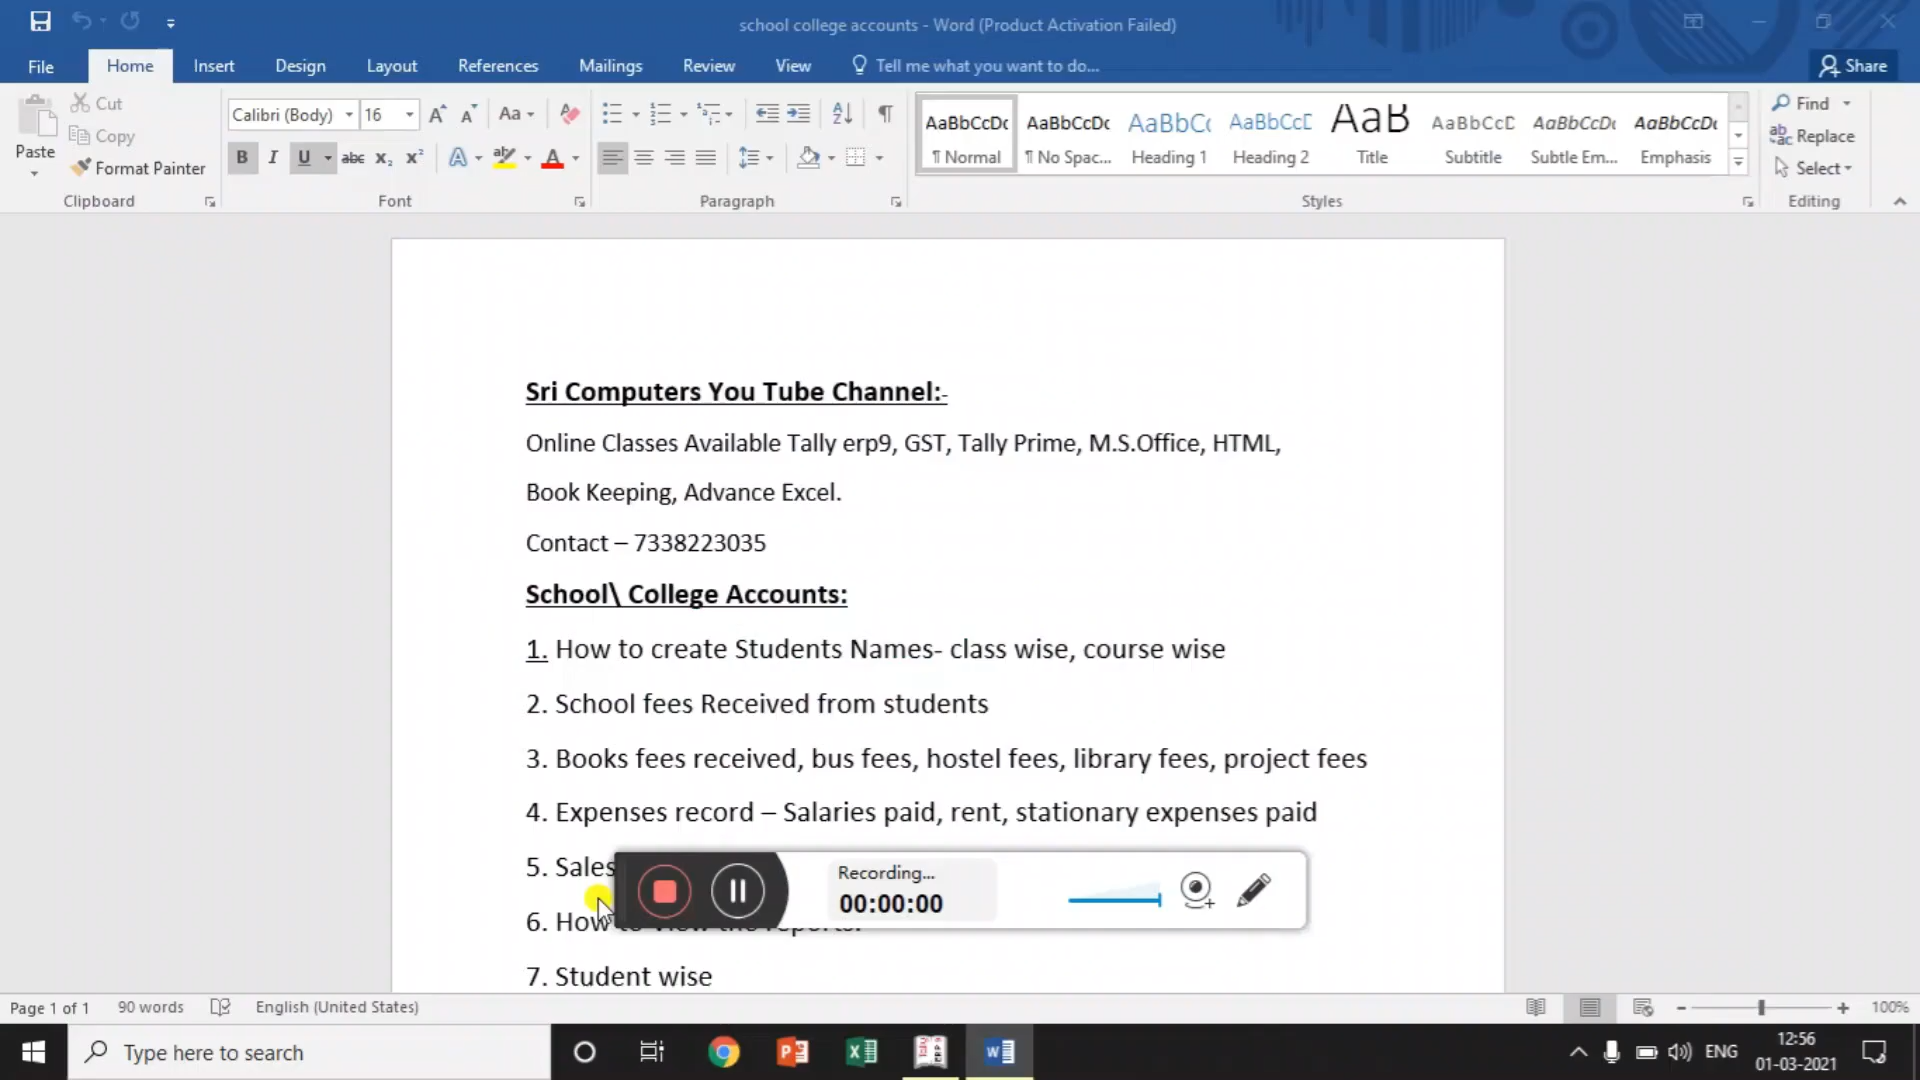 school college accounts - Word (Product Activation Failed)
File Home Insert Design Layout References Mailings Review View Tell me what you want to do... Share
Paste
Cut
Copy
Format Painter
Clipboard
Calibri (Body) 16
Font
Paragraph
AaBbCcDc AaBbCcDc AaBbC AaBbCcD AaB AaBbCcD AaBbCcDc AaBbCcDc
¶ Normal ¶ No Spac... Heading 1 Heading 2 Title Subtitle Subtle Em... Emphasis
Styles
Find
Replace
Select
Editing
Sri Computers You Tube Channel:-
Online Classes Available Tally erp9, GST, Tally Prime, M.S.Office, HTML,
Book Keeping, Advance Excel.
Contact – 7338223035
School\ College Accounts:
1. How to create Students Names- class wise, course wise
2. School fees Received from students
3. Books fees received, bus fees, hostel fees, library fees, project fees
4. Expenses record – Salaries paid, rent, stationary expenses paid
5. Sales
Recording...
00:00:00
6. How to view the reports.
7. Student wise
Page 1 of 1 90 words English (United States) 100%
Type here to search
ENG
12:56
01-03-2021